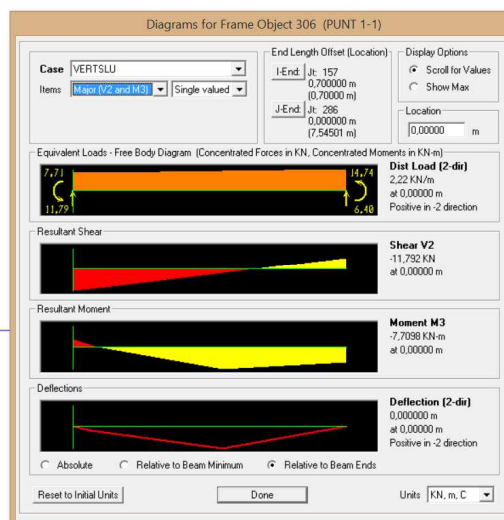 Diagrams for Frame Object 306 (PUNT 1-1)
Case VERTSLU
Items Major (V2 and M3) Single valued
End Length Offset (Location)
I-End: Jt: 157
0,700000 m
(0,70000 m)
J-End: Jt: 286
0,000000 m
(7,54501 m)
Display Options
Scroll for Values
Show Max
Location
0,00000 m
Equivalent Loads - Free Body Diagram (Concentrated Forces in KN, Concentrated Moments in KN-m)
7.71 14.74
11.79 6.40
Dist Load (2-dir)
2,22 KN/m
at 0,00000 m
Positive in -2 direction
Resultant Shear
Shear V2
-11,792 KN
at 0,00000 m
Resultant Moment
Moment M3
-7,7098 KN-m
at 0,00000 m
Deflections
Deflection (2-dir)
0,000000 m
at 0,00000 m
Positive in -2 direction
Absolute Relative to Beam Minimum Relative to Beam Ends
Reset to Initial Units Done Units KN, m, C